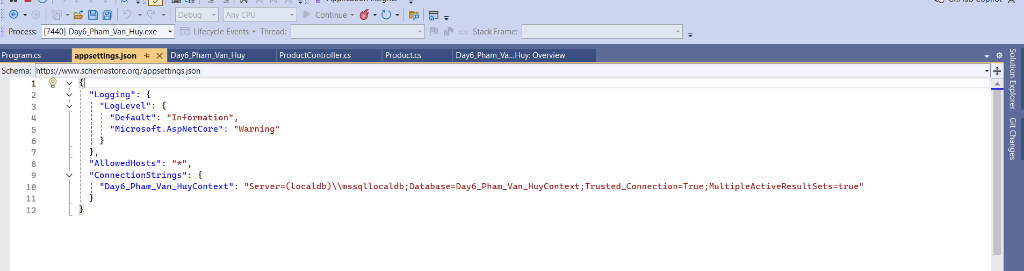 Debug Any CPU Continue
Process: [7440] Day6_Pham_Van_Huy.exe Lifecycle Events Thread: Stack Frame:
Program.cs appsettings.json Day6_Pham_Van_Huy ProductController.cs Product.cs Day6_Pham_Va...Huy: Overview
Schema: https://www.schemastore.org/appsettings.json
1 {
2 "Logging": {
3 "LogLevel": {
4 "Default": "Information",
5 "Microsoft.AspNetCore": "Warning"
6 }
7 },
8 "AllowedHosts": "*",
9 "ConnectionStrings": {
10 "Day6_Pham_Van_HuyContext": "Server=(localdb)\\mssqllocaldb;Database=Day6_Pham_Van_HuyContext;Trusted_Connection=True;MultipleActiveResultSets=true"
11 }
12 }
Solution Explorer
Git Changes